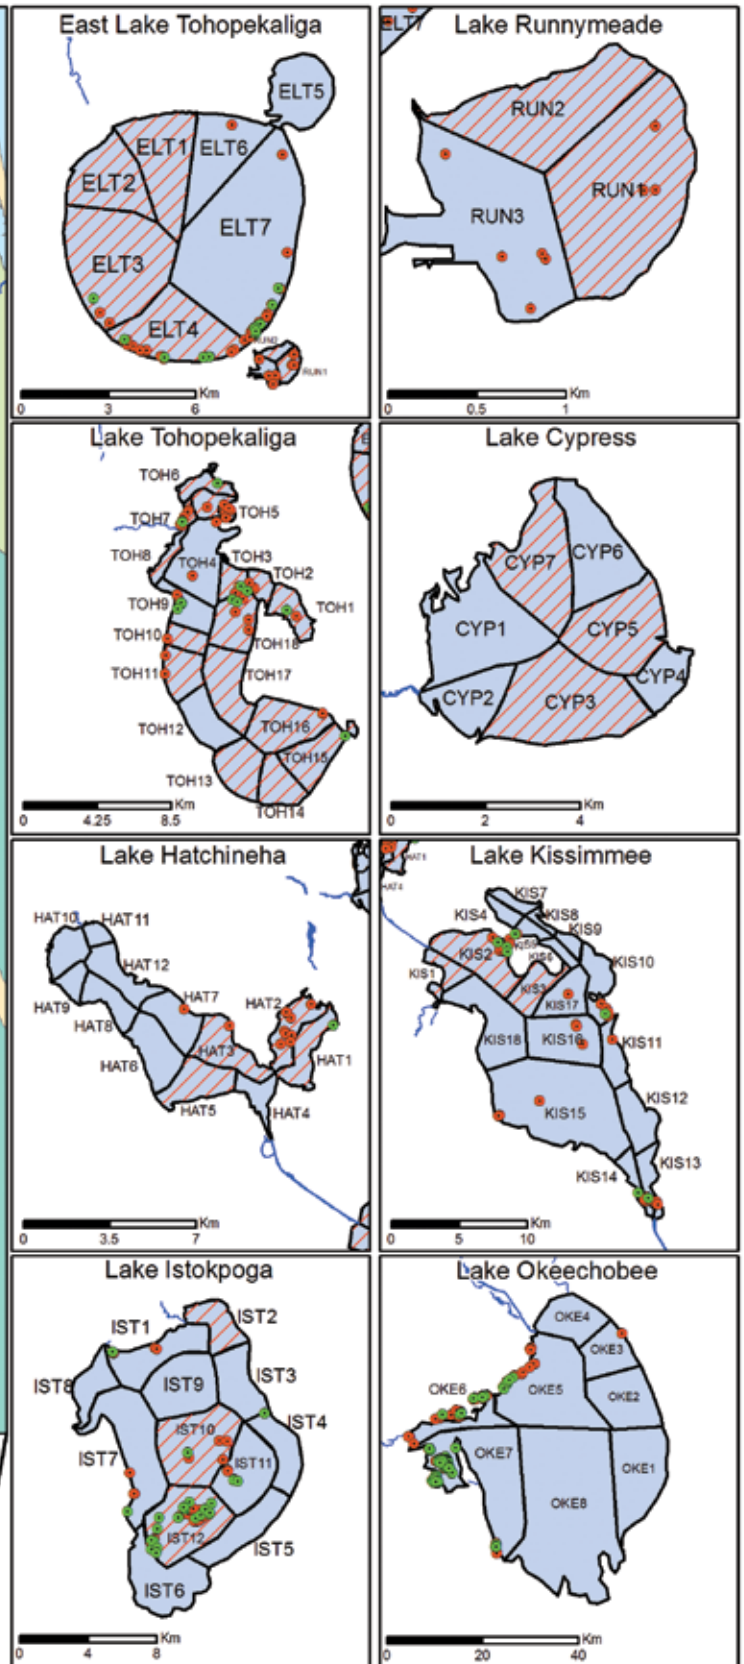 East Lake Tohopekaliga
ELT5
ELT1
ELT6
ELT2
ELT7
ELT3
ELT4
RUN2
RUN1
Km
0 3 6
ELT7
Lake Runnymeade
RUN2
RUN1
RUN3
Km
0 0.5 1
Lake Tohopekaliga
TOH6
TOH5
TOH7
TOH8
TOH4
TOH3
TOH2
TOH9
TOH1
TOH10
TOH18
TOH11
TOH17
TOH12
TOH16
TOH15
TOH13
TOH14
Km
0 4.25 8.5
Lake Cypress
CYP7
CYP6
CYP1
CYP5
CYP4
CYP2
CYP3
0 2 4
Km
Lake Hatchineha
HAT10
HAT11
HAT12
HAT9
HAT8
HAT7
HAT2
HAT6
HAT3
HAT1
HAT5
HAT4
Km
0 3.5 7
HAT1
HAT4
Lake Kissimmee
KIS7
KIS4
KIS8
KIS9
KIS2
KIS10
KIS1
KIS3
KIS17
KIS18
KIS16
KIS11
KIS15
KIS12
KIS14
KIS13
Km
0 5 10
Lake Istokpoga
IST1
IST2
IST8
IST9
IST3
IST4
IST10
IST7
IST11
IST12
IST5
IST6
Km
0 4 8
Lake Okeechobee
OKE4
OKE3
OKE6
OKE5
OKE2
OKE7
OKE1
OKE8
Km
0 20 40